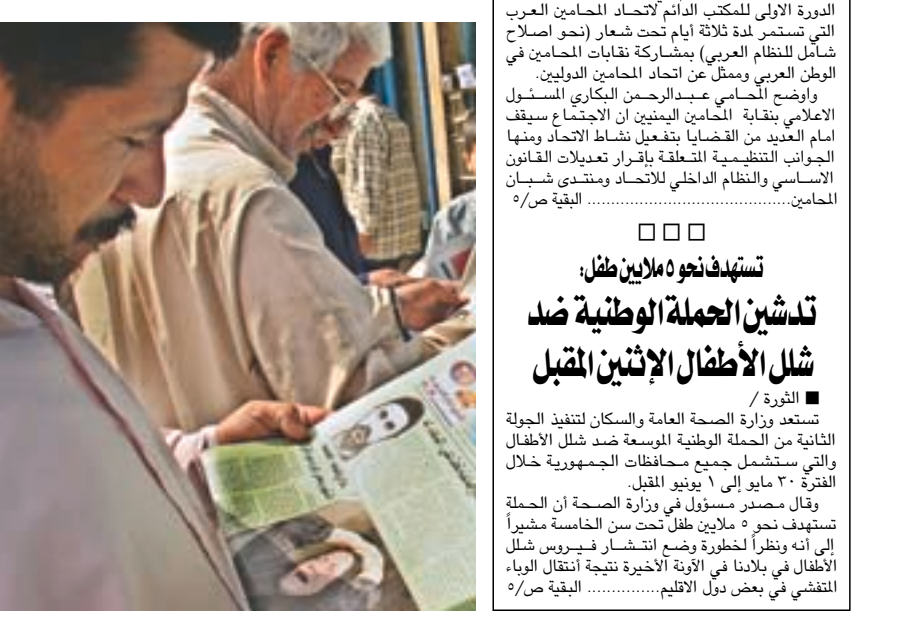 الدورة الاولى للمكتب الدائم لاتحاد المحامين العرب
التي تستمر لمدة ثلاثة أيام تحت شعار (نحو اصلاح
شامل للنظام العربي) بمشاركة نقابات المحامين في
الوطن العربي وممثل عن اتحاد المحامين الدوليين.
واوضح المحامي عبدالرحمن البكاري المسئول
الاعلامي بنقابة المحامين اليمنيين ان الاجتماع سيقف
امام العديد من القضايا بتفعيل نشاط الاتحاد ومنها
الجوانب التنظيمية المتعلقة بإقرار تعديلات القانون
الاساسي والنظام الداخلي للاتحاد ومنتدى شبان
المحامين........................................... البقية ص/٥
□□□
تستهدف نحو ٥ ملايين طفل:
تدشين الحملة الوطنية ضد
شلل الأطفال الإثنين المقبل
■ الثورة /
تستعد وزارة الصحة العامة والسكان لتنفيذ الجولة
الثانية من الحملة الوطنية الموسعة ضد شلل الأطفال
والتي ستشمل جميع محافظات الجمهورية خلال
الفترة ٣٠ مايو إلى ١ يونيو المقبل.
وقال مصدر مسؤول في وزارة الصحة أن الحملة
تستهدف نحو ٥ ملايين طفل تحت سن الخامسة مشيراً
إلى أنه ونظراً لخطورة وضع انتشار فيروس شلل
الأطفال في بلادنا في الآونة الأخيرة نتيجة أنتقال الوباء
المتفشي في بعض دول الاقليم............... البقية ص/٥